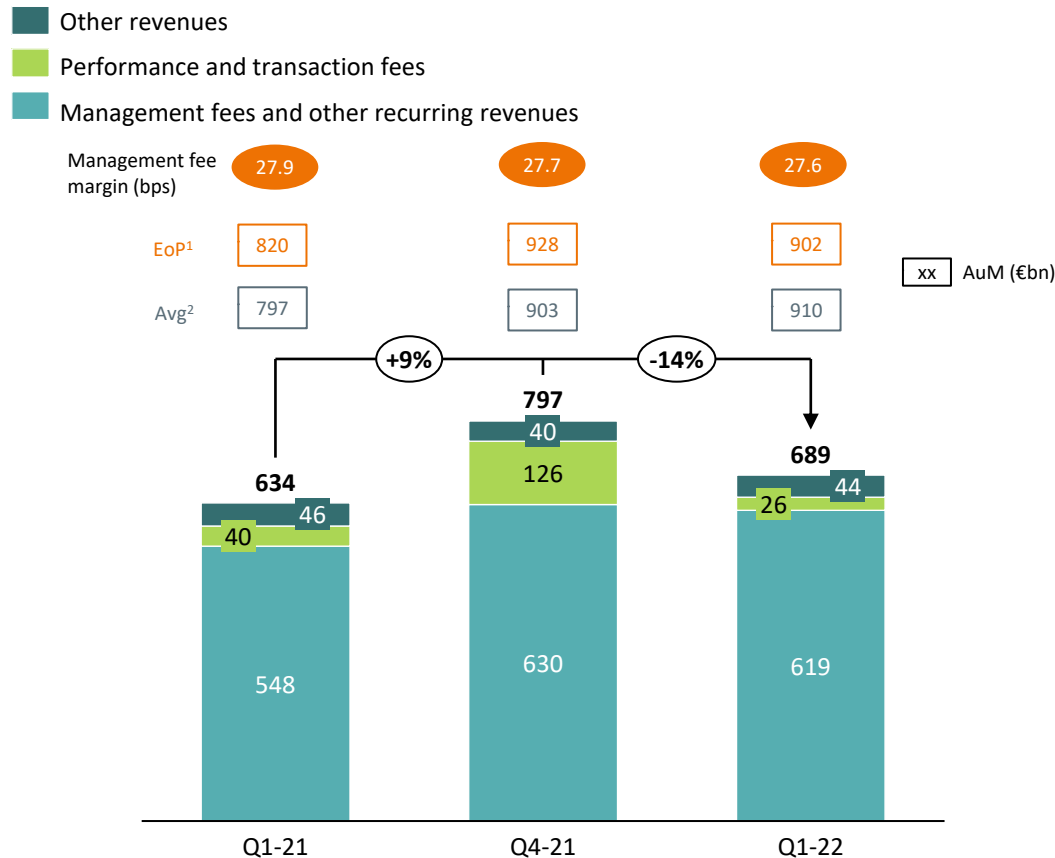 Other revenues
Performance and transaction fees
Management fees and other recurring revenues
Management fee
margin (bps)
27.9
27.7
27.6
EoP¹
820
928
902
xx AuM (€bn)
Avg²
797
903
910
+9%
-14%
797
40
126
630
634
46
40
548
689
44
26
619
Q1-21
Q4-21
Q1-22